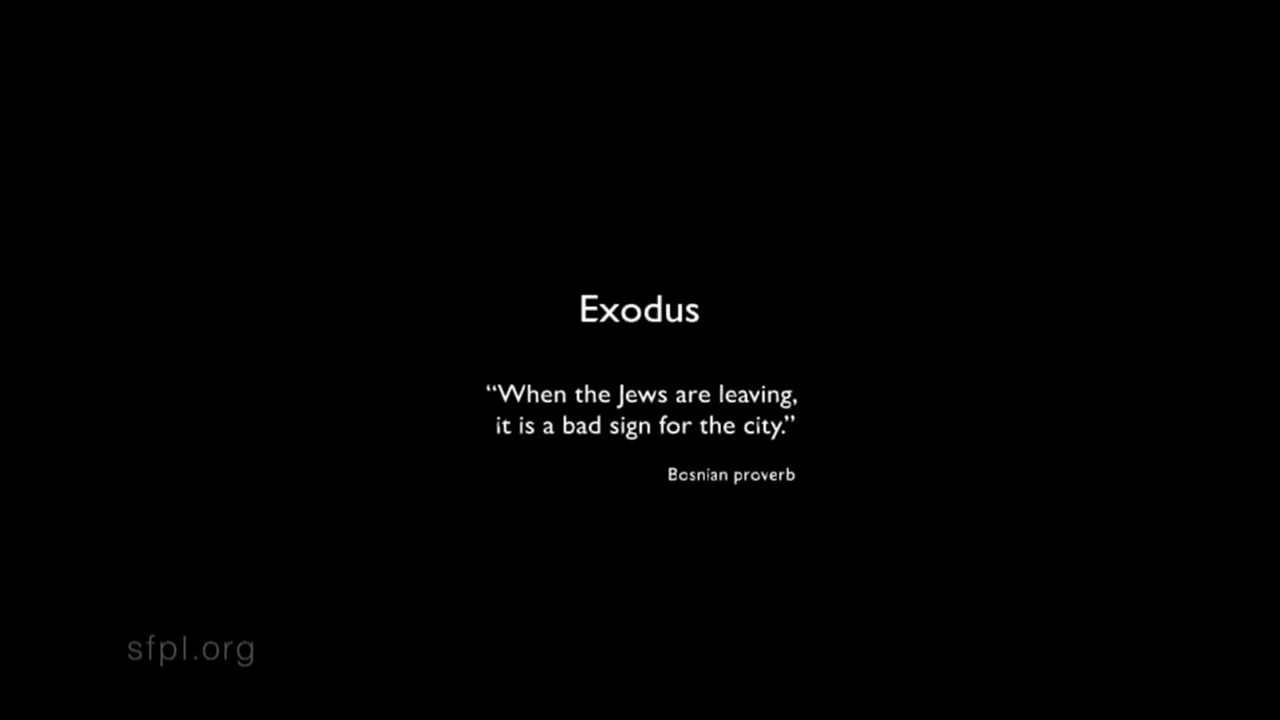 Exodus
“When the Jews are leaving,
it is a bad sign for the city.”
Bosnian proverb
sfpl.org